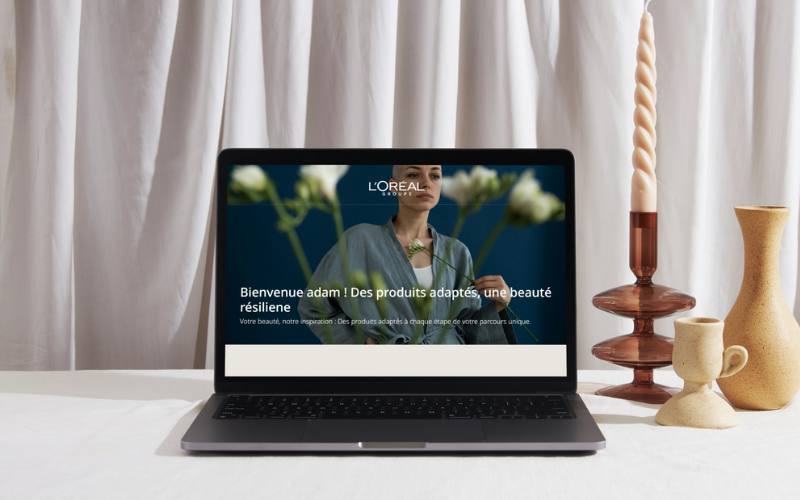 L'ORÉAL
GROUPE
Bienvenue adam ! Des produits adaptés, une beauté
résiliene
Votre beauté, notre inspiration : Des produits adaptés à chaque étape de votre parcours unique.